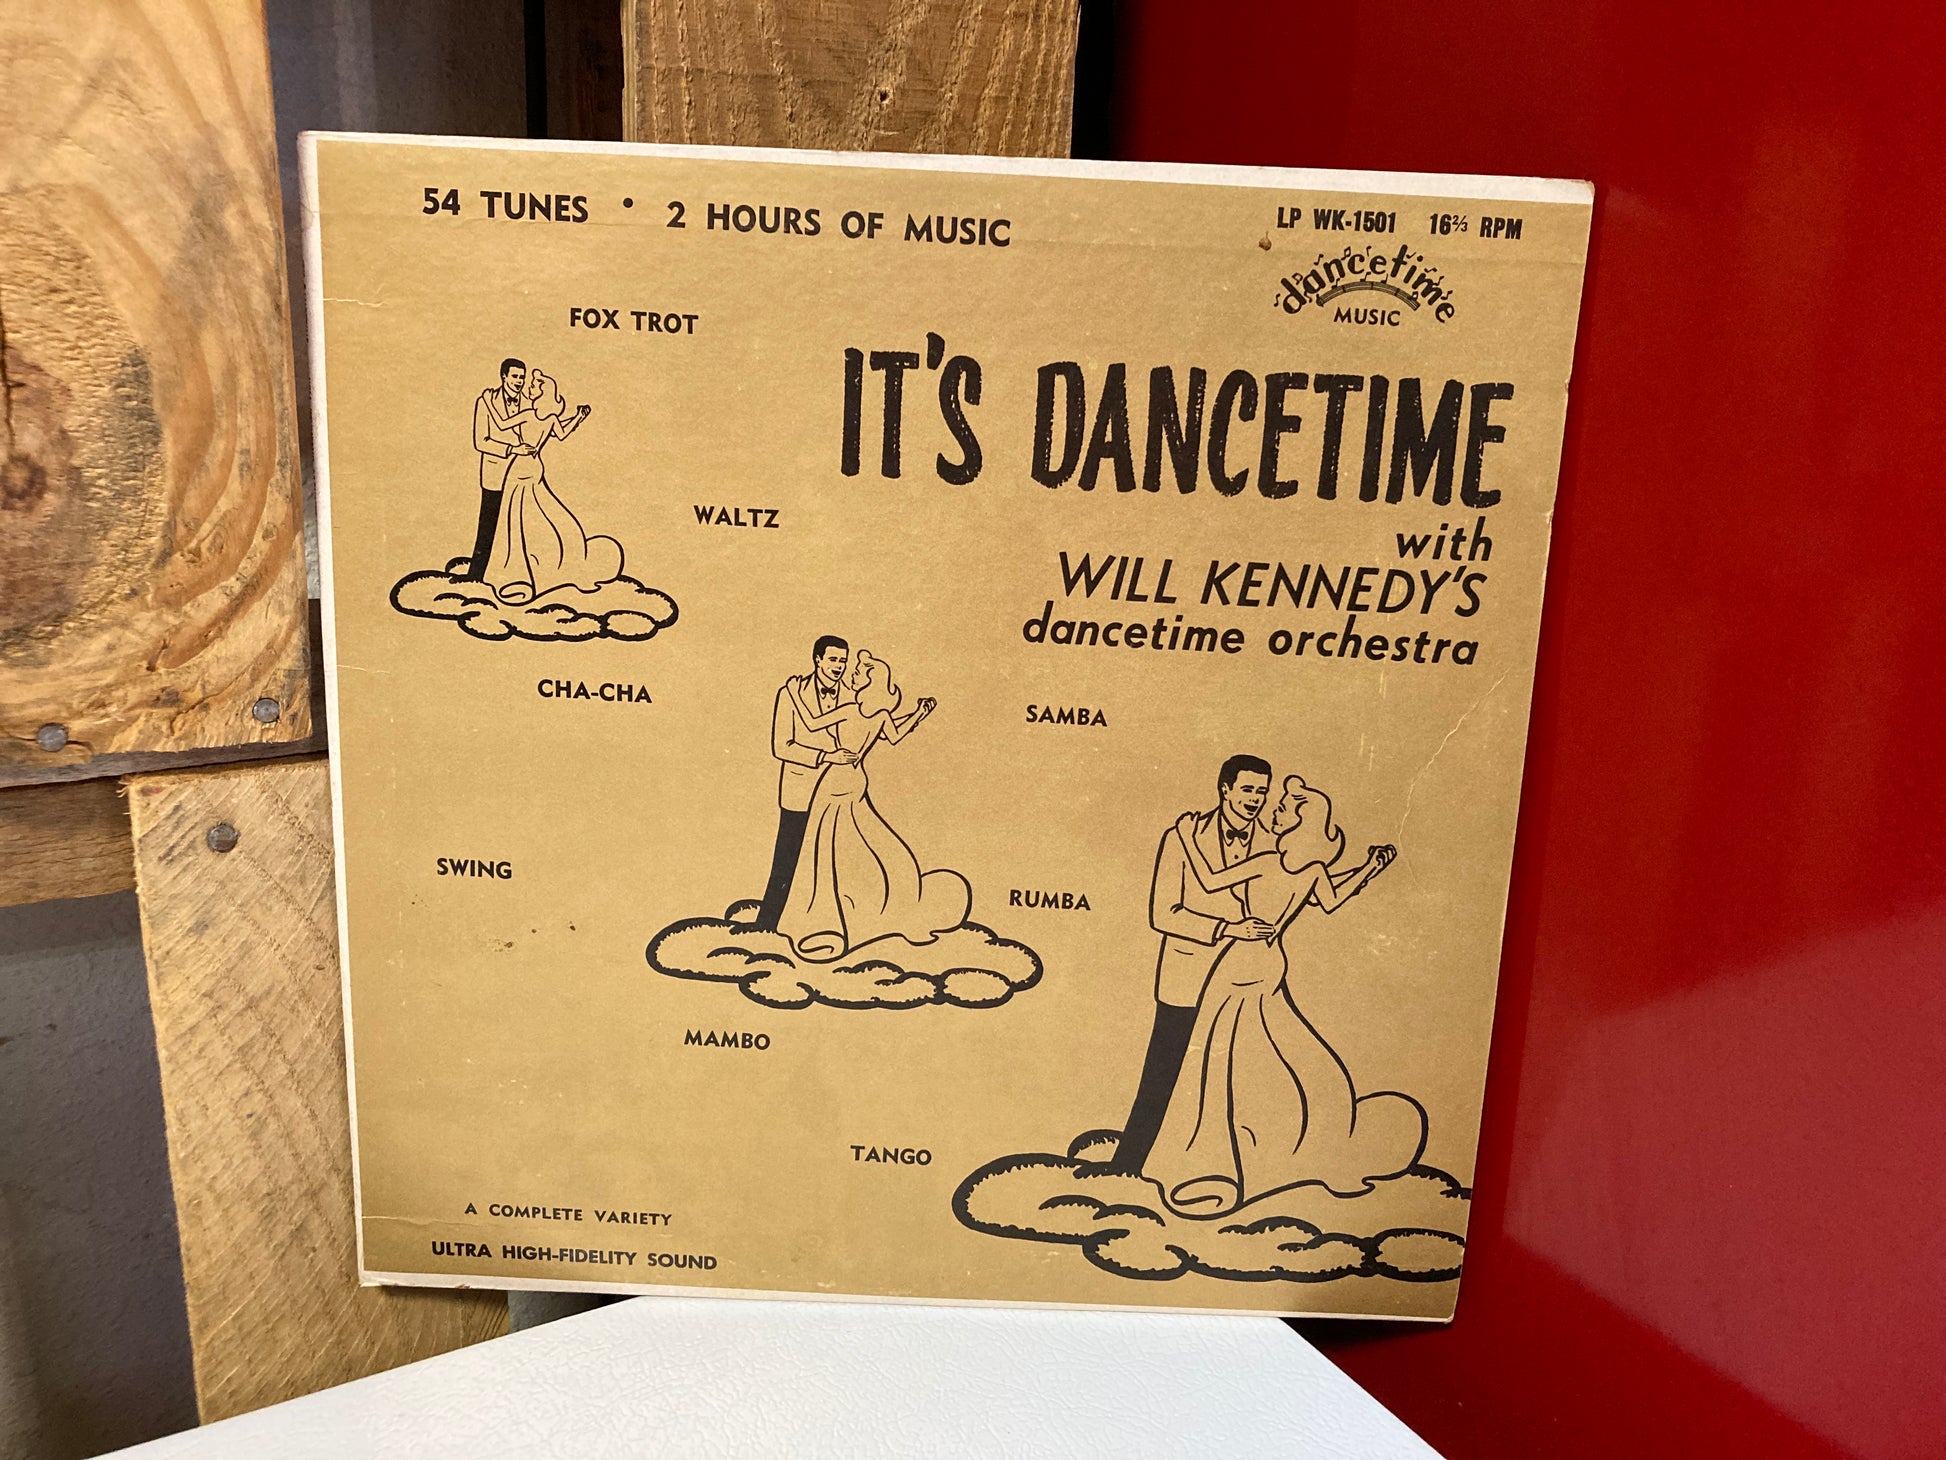 54 TUNES • 2 HOURS OF MUSIC
LP WK-1501 16⅔ RPM
dancetime
MUSIC
FOX TROT
IT'S DANCETIME
WALTZ
with
WILL KENNEDY'S
dancetime orchestra
CHA-CHA
SAMBA
SWING
RUMBA
MAMBO
TANGO
A COMPLETE VARIETY
ULTRA HIGH-FIDELITY SOUND